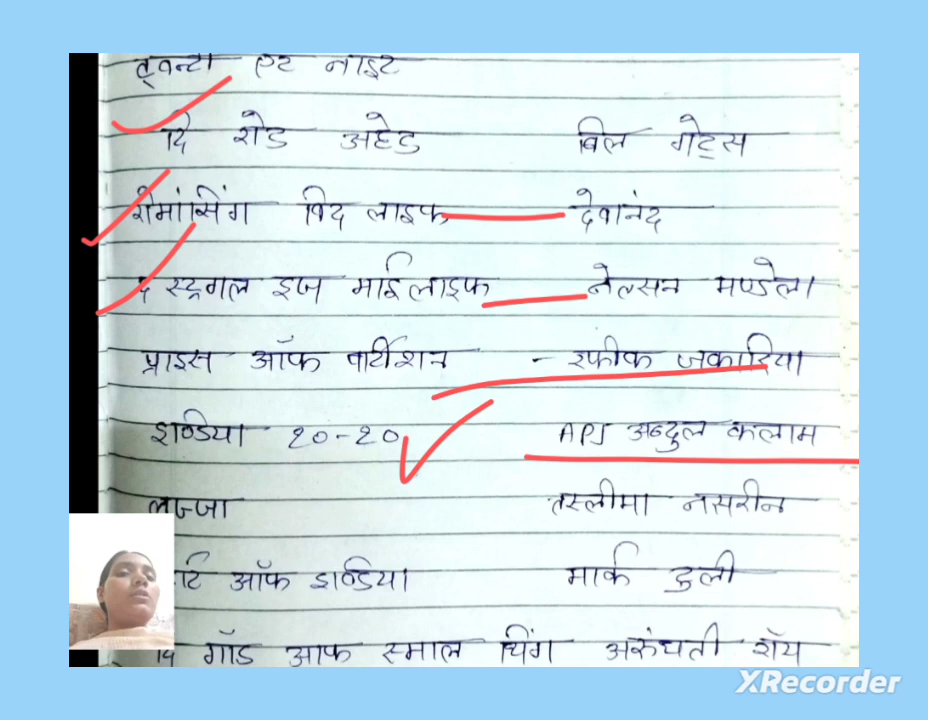 ट्वन्टी एट नाइट
दि रोड अहेड बिल गेट्स
रोमांसिंग विद लाइफ देवानंद
द स्ट्रगल इज माई लाइफ नेल्सन मण्डेला
प्राइस ऑफ पार्टीशन - रफीक जकारिया
इण्डिया 20-20 APJ अब्दुल कलाम
लज्जा तस्लीमा नसरीन
ऑफ इण्डिया मार्क टुली
दि गॉड आफ स्माल थिंग अरुंधती रॉय
XRecorder